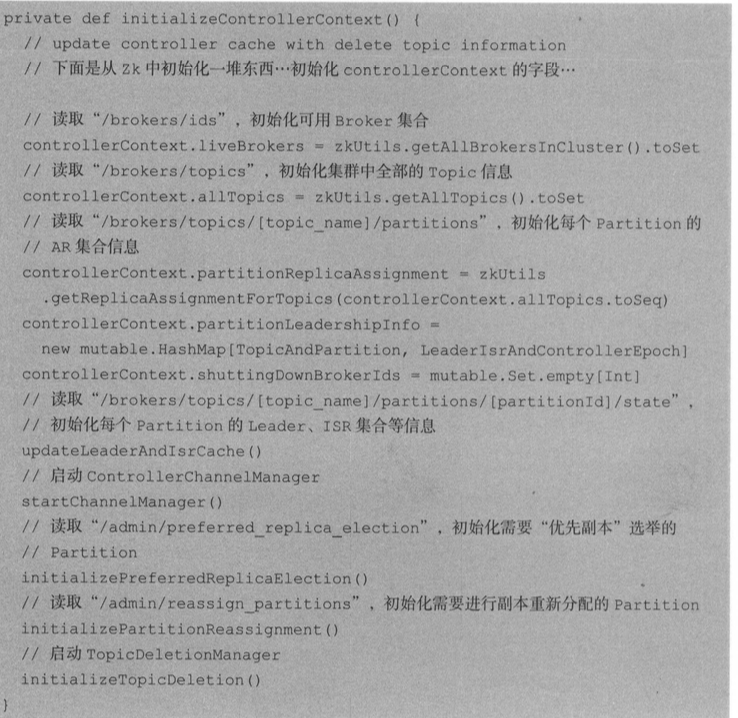 private def initializeControllerContext() {
// update controller cache with delete topic information
// 下面是从 Zk 中初始化一堆东西…初始化 controllerContext 的字段…
// 读取“/brokers/ids”，初始化可用 Broker 集合
controllerContext.liveBrokers = zkUtils.getAllBrokersInCluster().toSet
// 读取“/brokers/topics”，初始化集群中全部的 Topic 信息
controllerContext.allTopics = zkUtils.getAllTopics().toSet
// 读取“/brokers/topics/[topic_name]/partitions”，初始化每个 Partition 的
// AR 集合信息
controllerContext.partitionReplicaAssignment = zkUtils
.getReplicaAssignmentForTopics(controllerContext.allTopics.toSeq)
controllerContext.partitionLeadershipInfo =
new mutable.HashMap[TopicAndPartition, LeaderIsrAndControllerEpoch]
controllerContext.shuttingDownBrokerIds = mutable.Set.empty[Int]
// 读取“/brokers/topics/[topic_name]/partitions/[partitionId]/state”，
// 初始化每个 Partition 的 Leader、ISR 集合等信息
updateLeaderAndIsrCache()
// 启动 ControllerChannelManager
startChannelManager()
// 读取“/admin/preferred_replica_election”，初始化需要“优先副本”选举的
// Partition
initializePreferredReplicaElection()
// 读取“/admin/reassign_partitions”，初始化需要进行副本重新分配的 Partition
initializePartitionReassignment()
// 启动 TopicDeletionManager
initializeTopicDeletion()
}